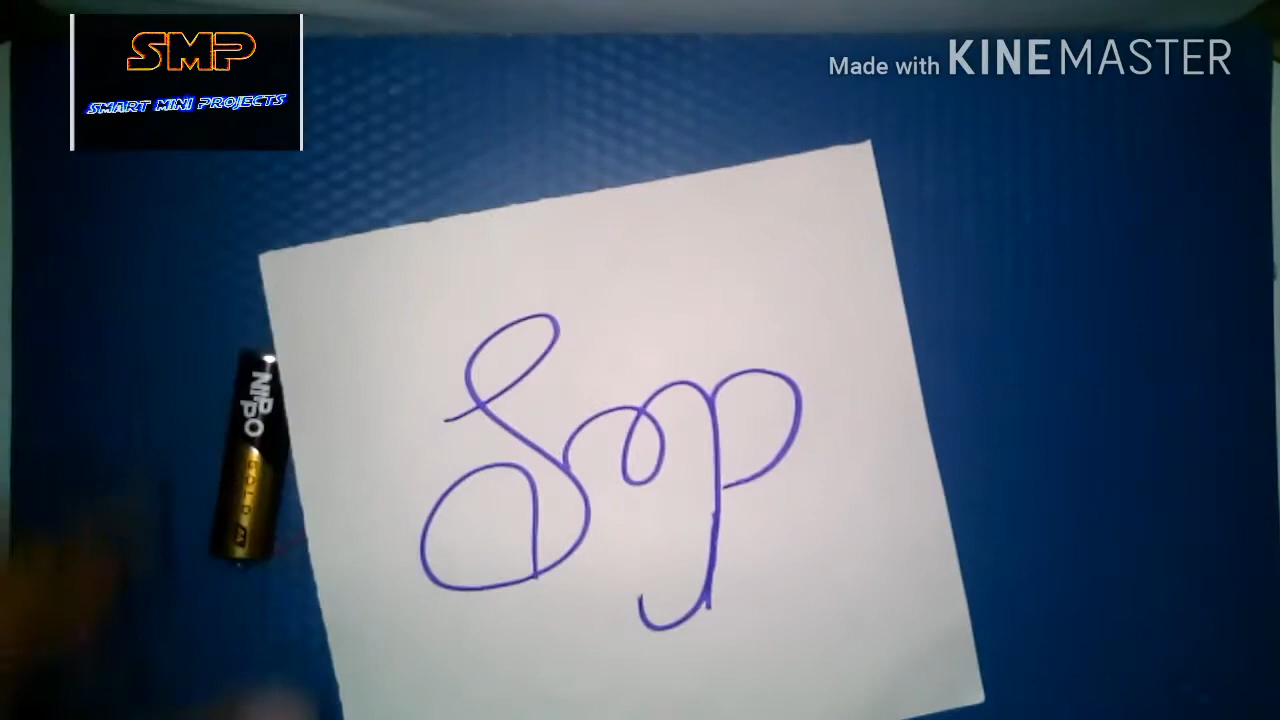 SMP
SMART MINI PROJECTS
Made with KINEMASTER
NIPPO
GOLD
Smp